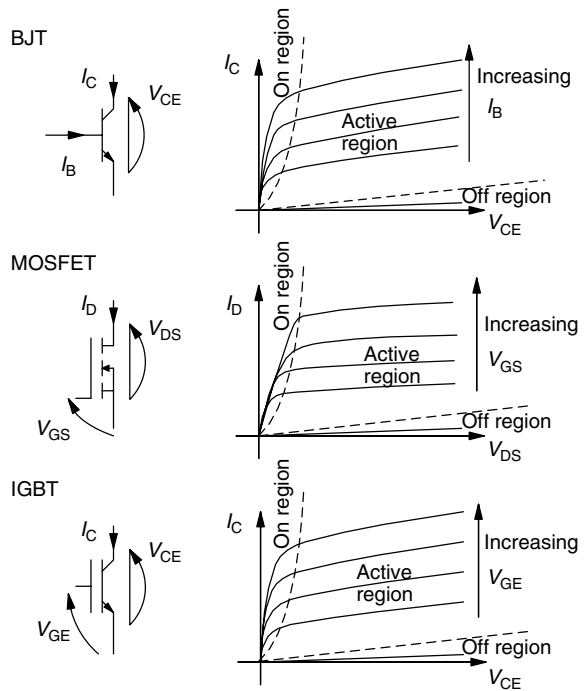 BJT
I_C
V_CE
I_B
I_C
On region
Active
region
Increasing
I_B
Off region
V_CE
MOSFET
I_D
V_DS
V_GS
I_D
On region
Active
region
Increasing
V_GS
Off region
V_DS
IGBT
I_C
V_CE
V_GE
I_C
On region
Active
region
Increasing
V_GE
Off region
V_CE